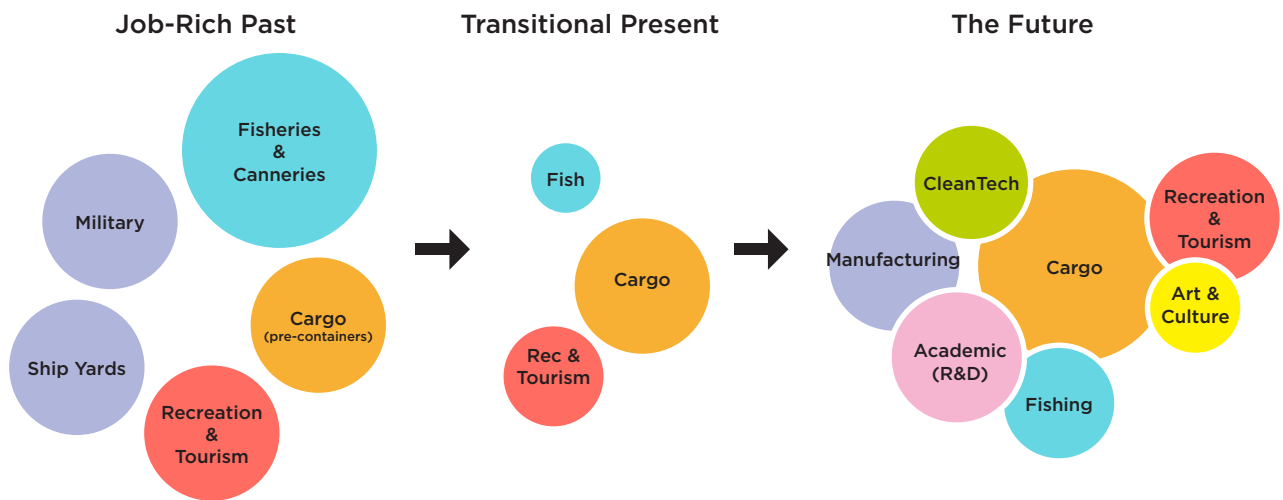 Job-Rich Past
Fisheries
&
Canneries
Military
Cargo
(pre-containers)
Ship Yards
Recreation
&
Tourism
Transitional Present
Fish
Cargo
Rec &
Tourism
The Future
CleanTech
Recreation
&
Tourism
Manufacturing
Cargo
Art &
Culture
Academic
(R&D)
Fishing